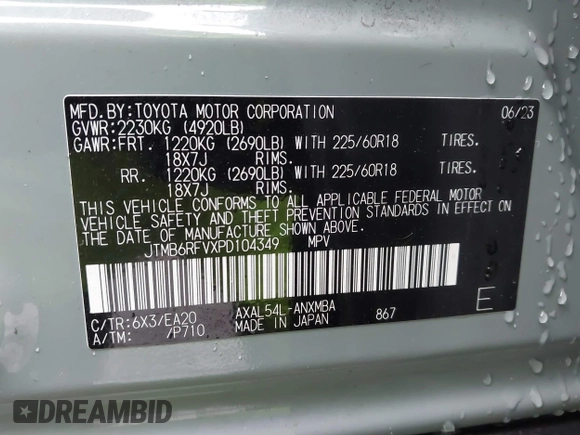 MFD.BY:TOYOTA MOTOR CORPORATION 06/23
GVWR:2230KG (4920LB)
GAWR:FRT. 1220KG (2690LB) WITH 225/60R18 TIRES.
18X7J RIMS.
RR. 1220KG (2690LB) WITH 225/60R18 TIRES.
18X7J RIMS.
THIS VEHICLE CONFORMS TO ALL APPLICABLE FEDERAL MOTOR
VEHICLE SAFETY AND THEFT PREVENTION STANDARDS IN EFFECT
ON THE DATE OF MANUFACTURE SHOWN ABOVE.
JTMB6RFVXPD104349 MPV
C/TR:6X3/EA20 AXAL54L-ANXMBA 867 E
A/TM: /P710 MADE IN JAPAN
DREAMBID